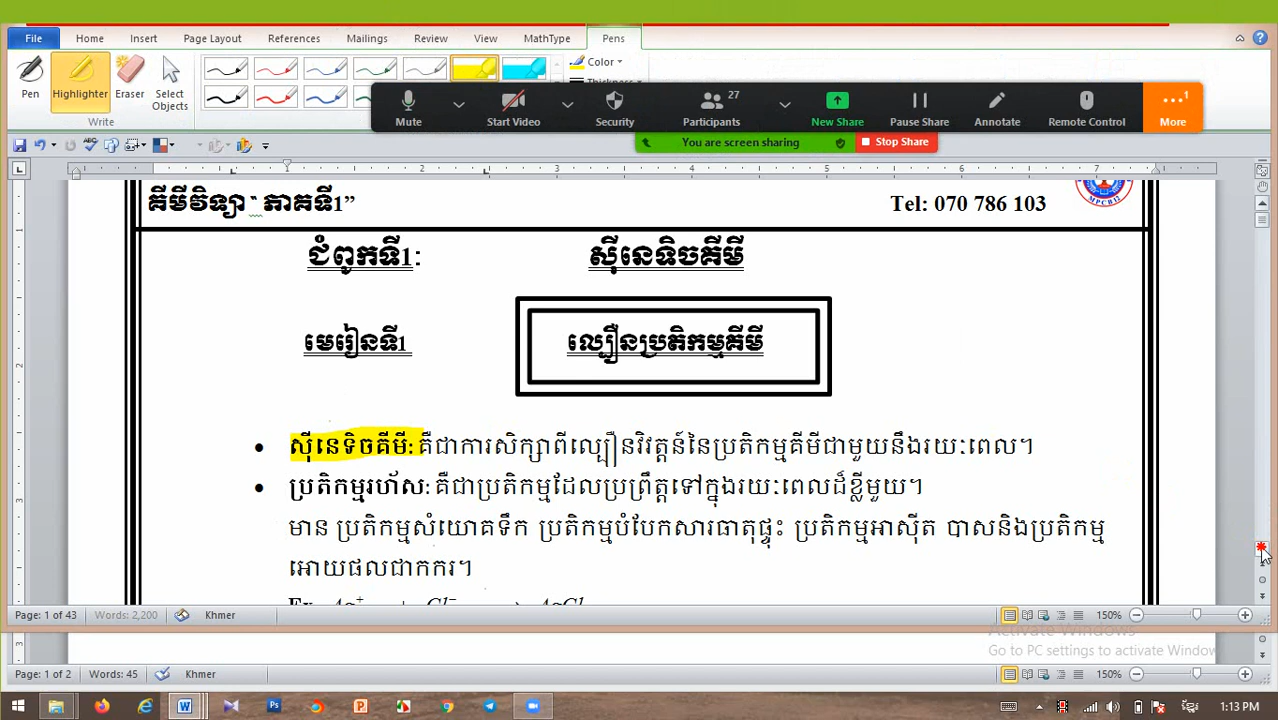 File Home Insert Page Layout References Mailings Review View MathType Pens
Color
Pen Highlighter Eraser Select Objects
Write
Mute Start Video Security Participants 27 New Share Pause Share Annotate Remote Control More 1
You are screen sharing Stop Share
1 2 3 4 5 6 7
គីមីវិទ្យា" ភាគទី1” Tel: 070 786 103
MPCB12
ជំពូកទី1: ស៊ីនេទិចគីមី
មេរៀនទី1 ល្បឿនប្រតិកម្មគីមី
• ស៊ីនេទិចគីមី: គឺជាការសិក្សាពីល្បឿនវិវត្តន៍នៃប្រតិកម្មគីមីជាមួយនឹងរយៈពេល។
• ប្រតិកម្មរហ័ស: គឺជាប្រតិកម្មដែលប្រព្រឹត្តទៅក្នុងរយៈពេលដ៏ខ្លីមួយ។
មាន ប្រតិកម្មសំយោគទឹក ប្រតិកម្មបំបែកសារធាតុផ្ទុះ ប្រតិកម្មអាស៊ីត បាសនិងប្រតិកម្ម
អោយផលជាកករ។
Page: 1 of 43 Words: 2,200 Khmer 150%
Activate Windows
Go to PC settings to activate Windows
Page: 1 of 2 Words: 45 Khmer 150%
1:13 PM